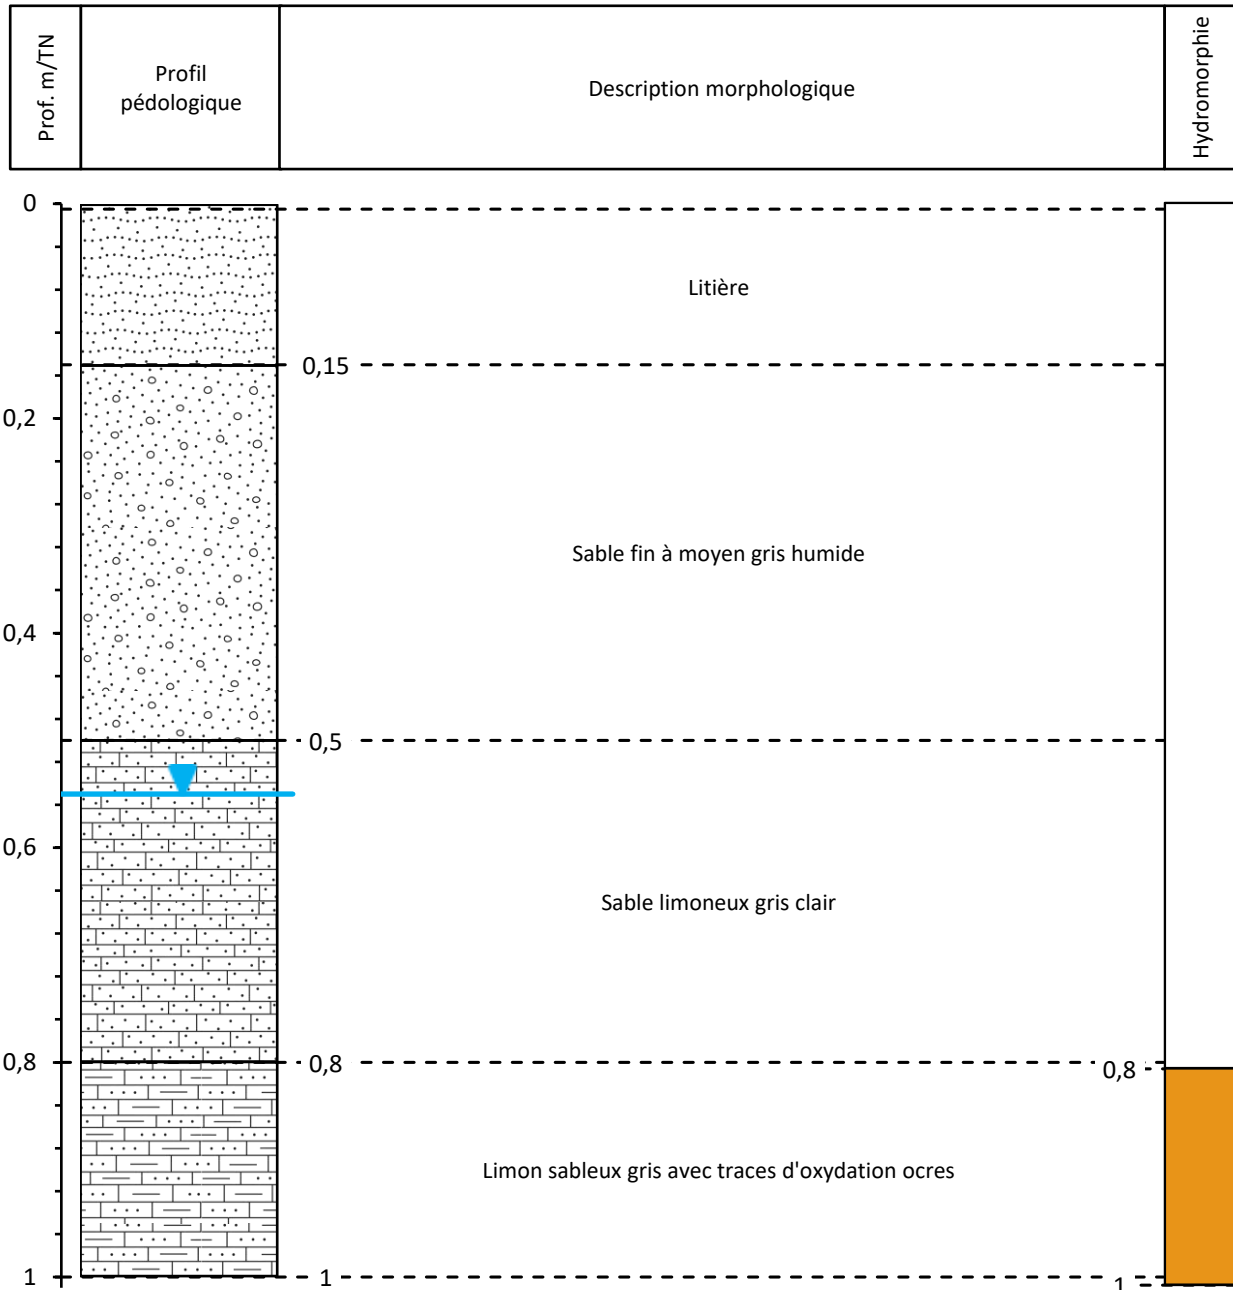 Prof. m/TN
Profil
pédologique
Description morphologique
Hydromorphie
0
Litière
0,15
0,2
Sable fin à moyen gris humide
0,4
0,5
0,6
Sable limoneux gris clair
0,8
0,8
0,8
Limon sableux gris avec traces d'oxydation ocres
1
1
1